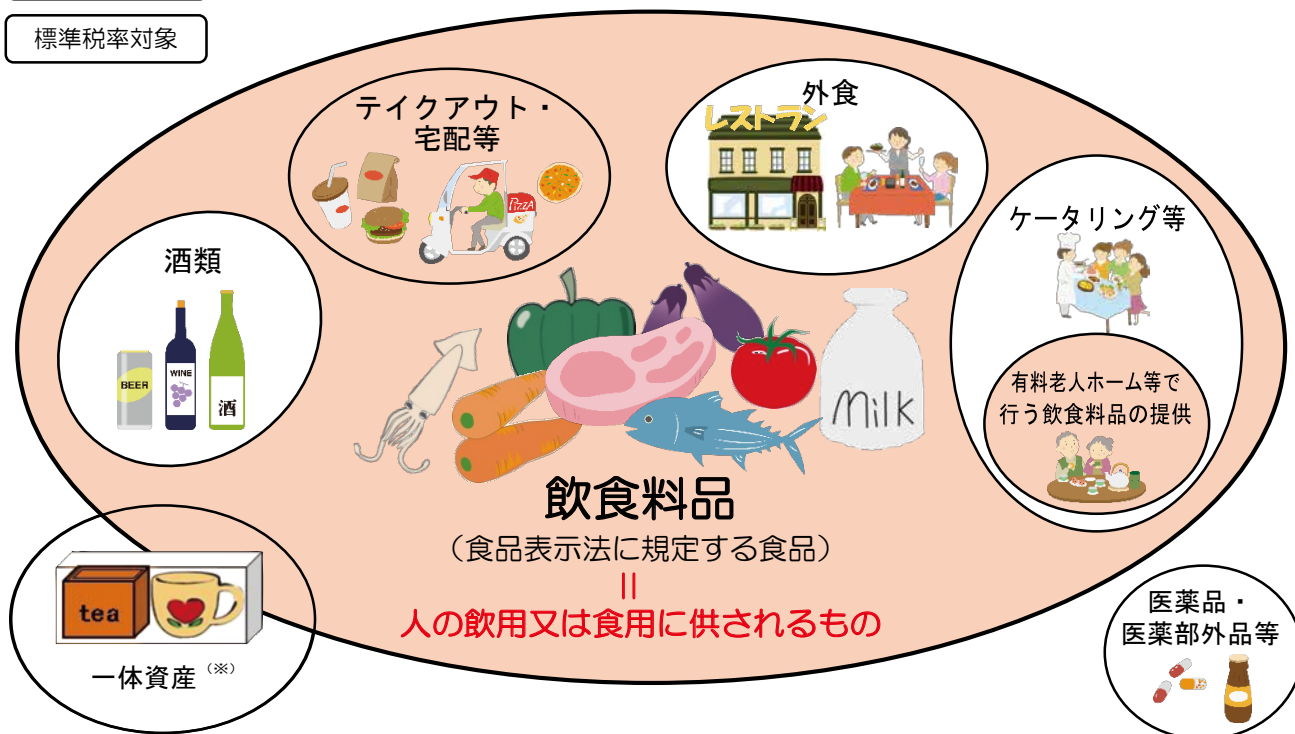 標準税率対象
テイクアウト・
宅配等
PIZZA
外食
レストラン
酒類
BEER
WINE
酒
ケータリング等
有料老人ホーム等で
行う飲食料品の提供
Milk
飲食料品
（食品表示法に規定する食品）
＝
人の飲用又は食用に供されるもの
tea
一体資産（※）
医薬品・
医薬部外品等